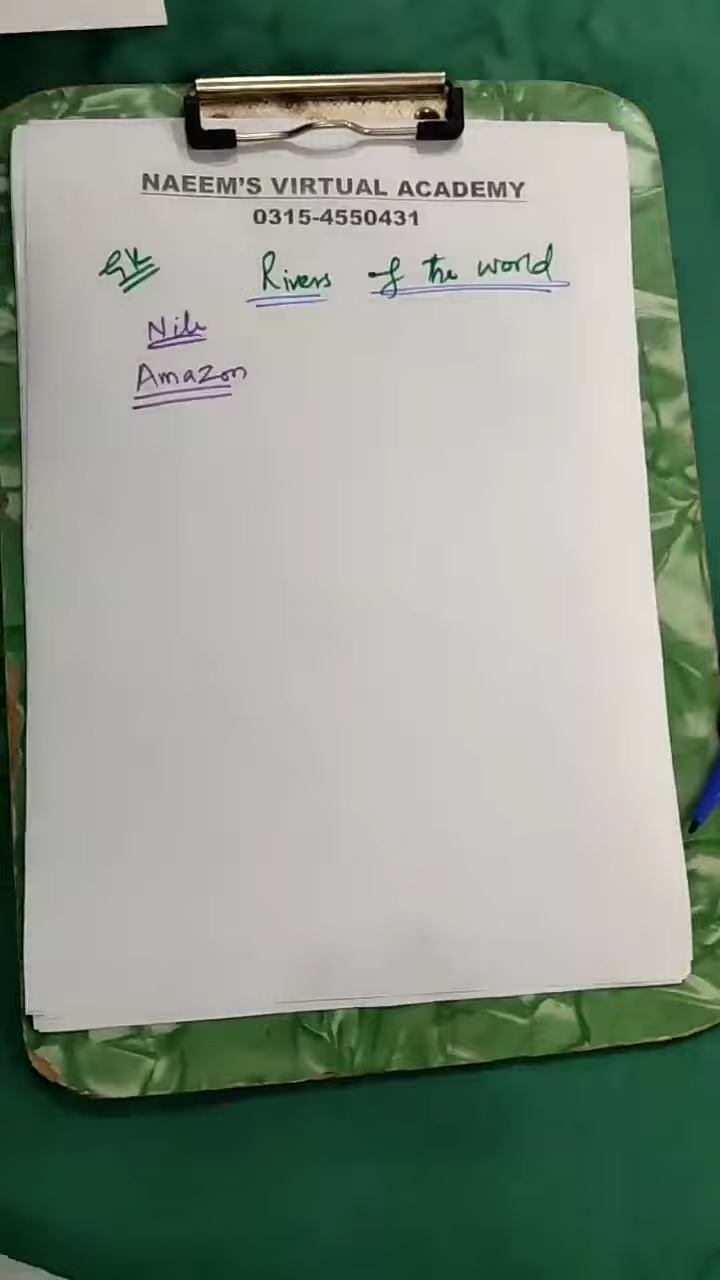 NAEEM'S VIRTUAL ACADEMY
0315-4550431
GK Rivers of the world
Nile
Amazon